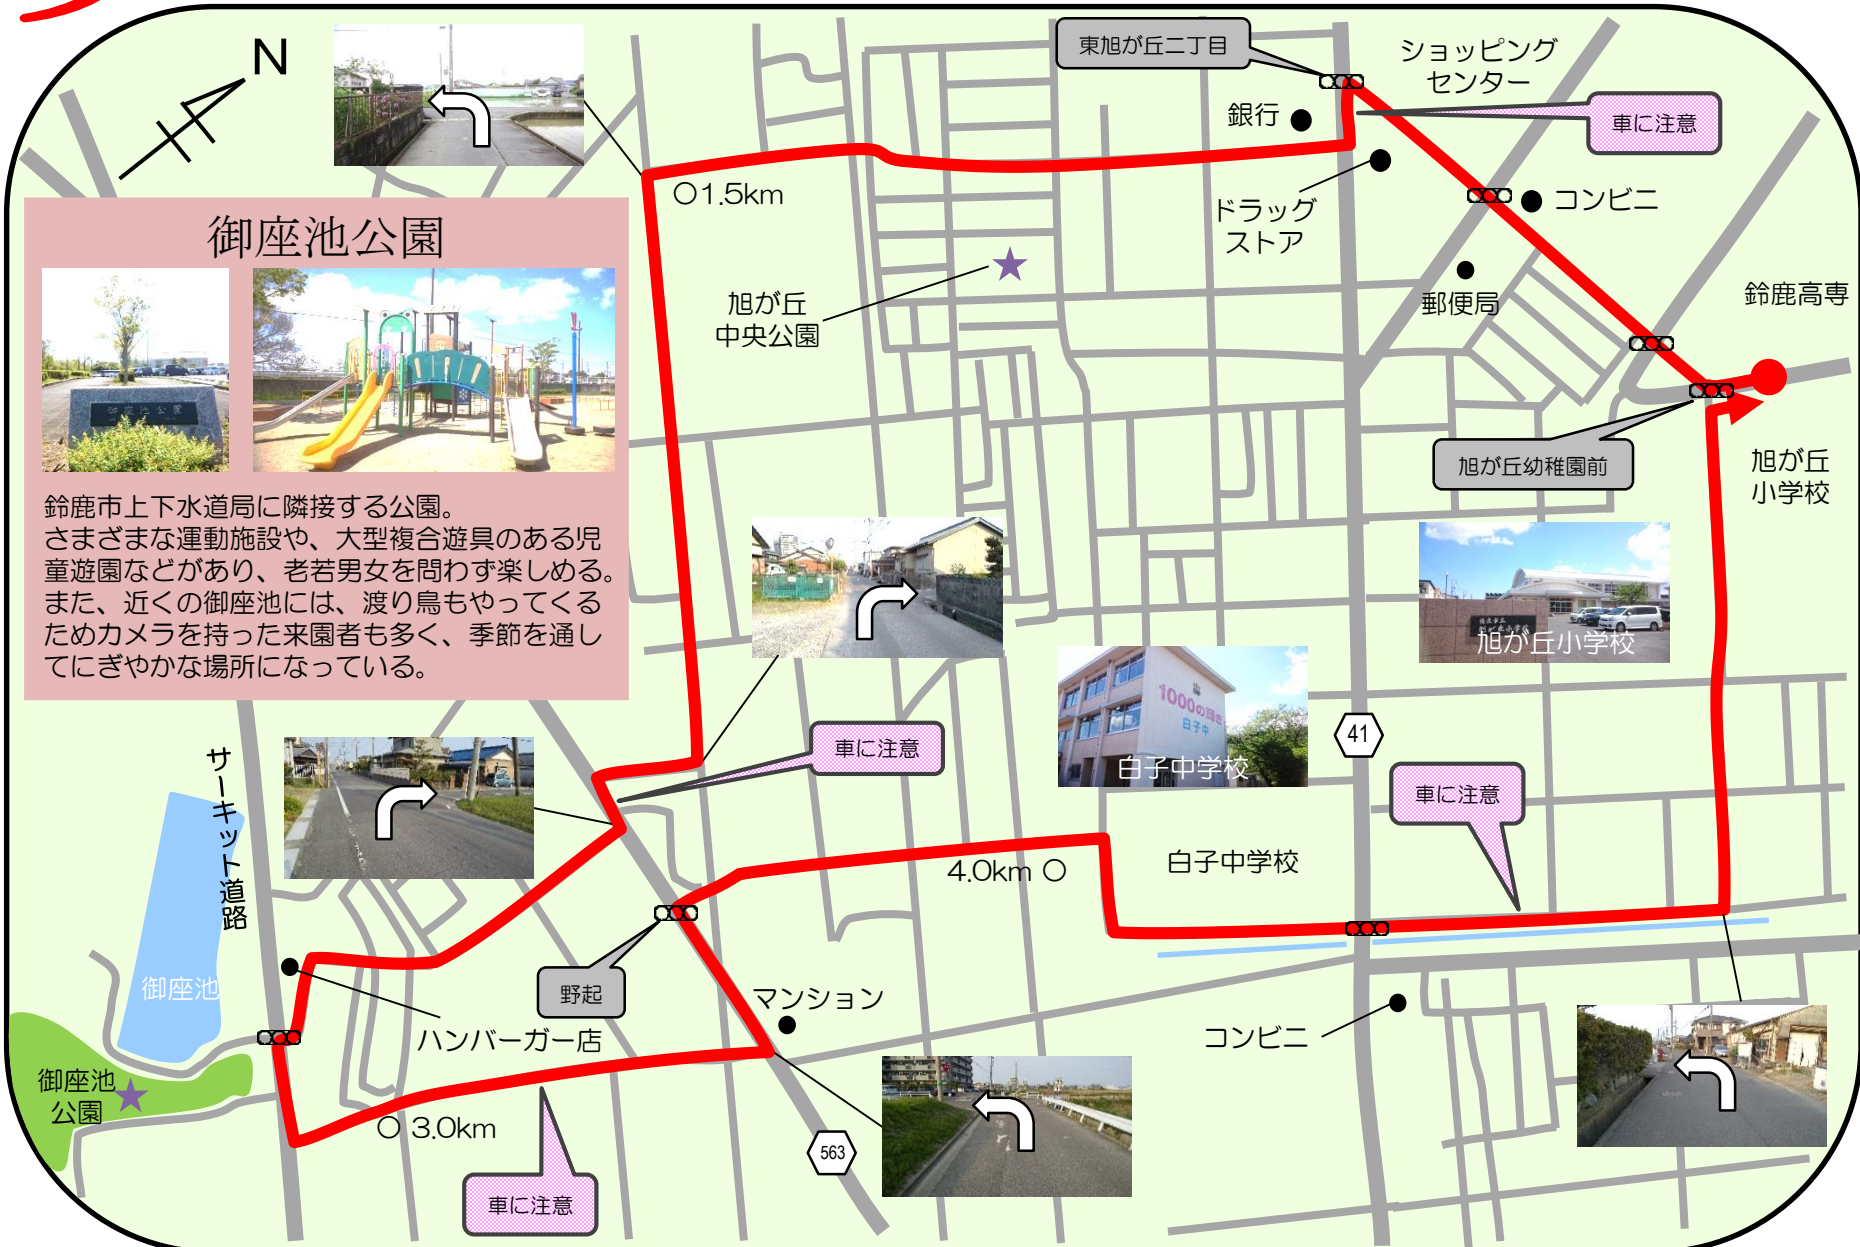 N
東旭が丘二丁目
ショッピング
センター
車に注意
銀行
ドラッグ
ストア
コンビニ
郵便局
鈴鹿高専
○1.5km
御座池公園
御座池公園
鈴鹿市上下水道局に隣接する公園。
さまざまな運動施設や、大型複合遊具のある児
童遊園などがあり、老若男女を問わず楽しめる。
また、近くの御座池には、渡り鳥もやってくる
ためカメラを持った来園者も多く、季節を通し
てにぎやかな場所になっている。
旭が丘
中央公園
旭が丘幼稚園前
旭が丘
小学校
旭が丘小学校
1000の輝き
白子中
白子中学校
41
車に注意
車に注意
サーキット道路
白子中学校
4.0km ○
御座池
野起
マンション
ハンバーガー店
コンビニ
御座池
公園
○ 3.0km
563
車に注意